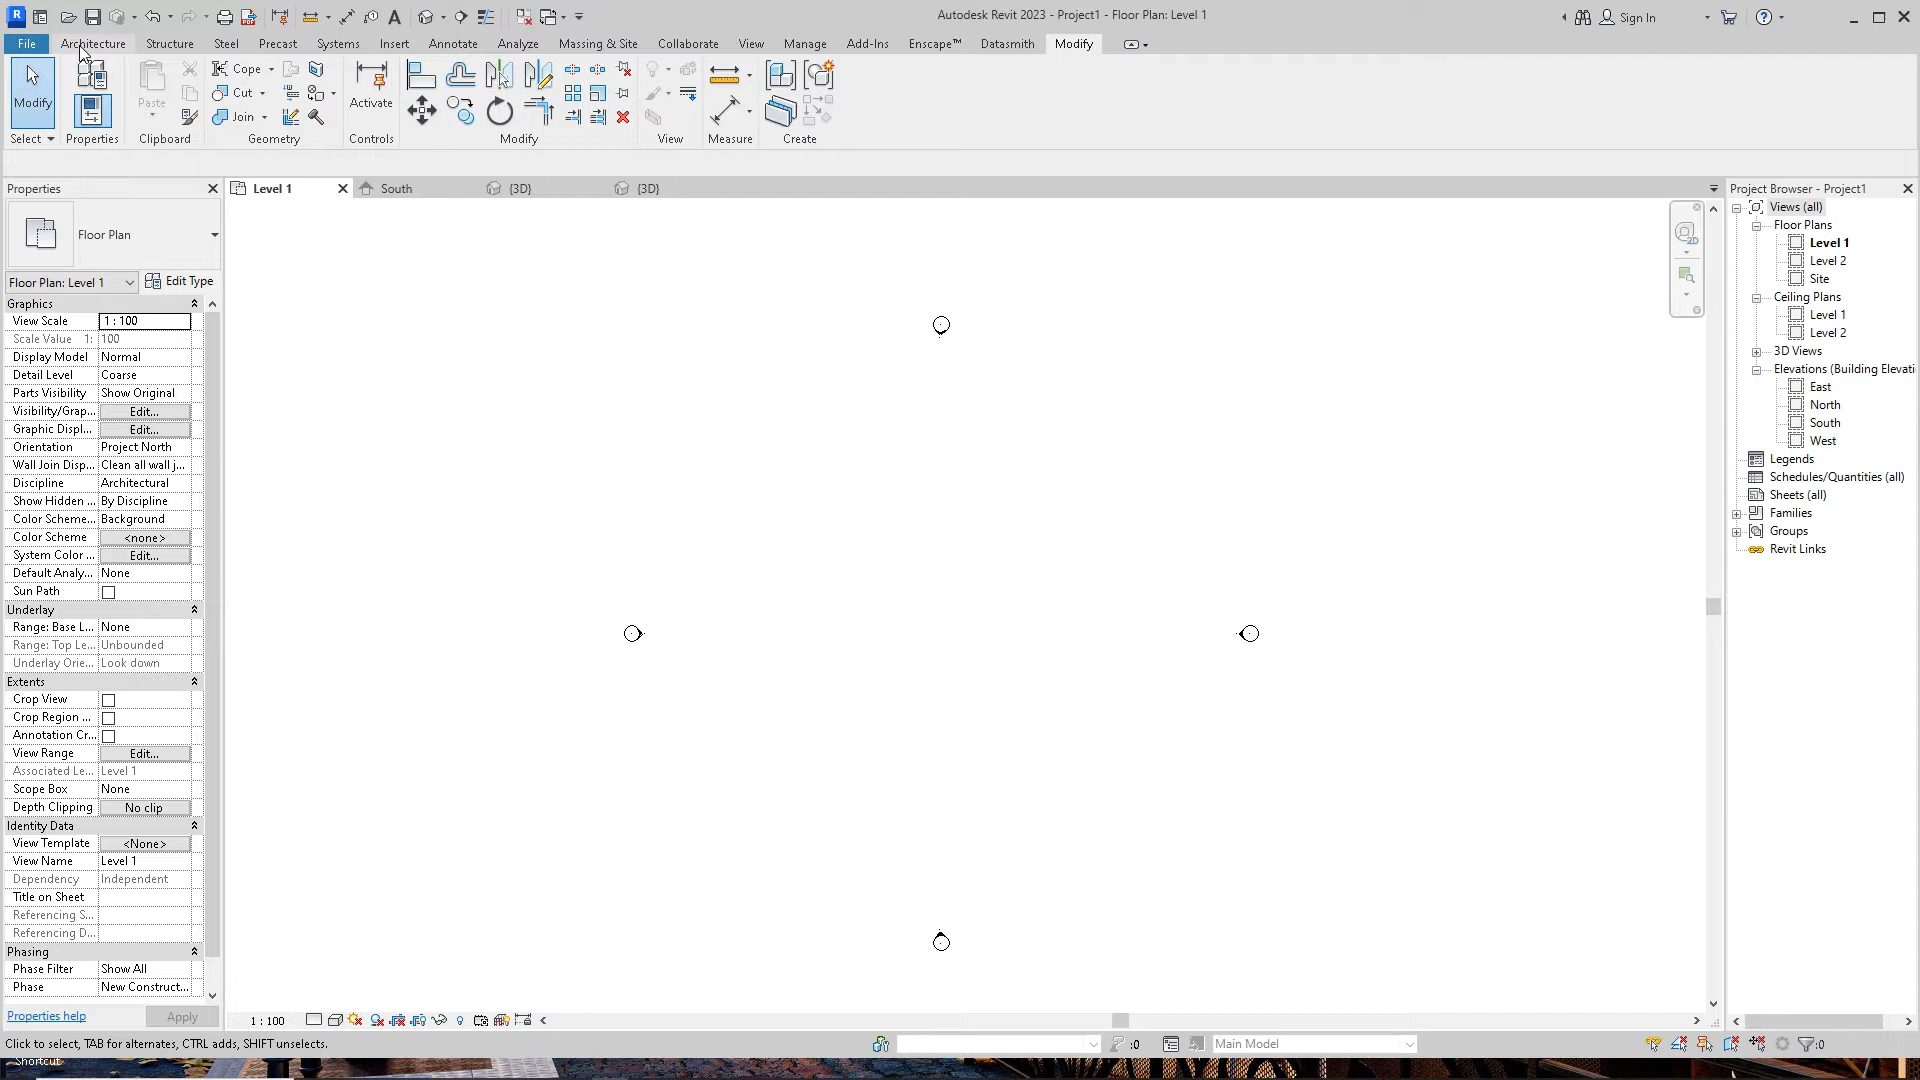 Autodesk Revit 2023 - Project1 - Floor Plan: Level 1
Sign In
File
Architecture
Structure
Steel
Precast
Systems
Insert
Annotate
Analyze
Massing & Site
Collaborate
View
Manage
Add-Ins
Enscape™
Datasmith
Modify
Modify
Paste
Cope
Cut
Join
Activate
Select
Properties
Clipboard
Geometry
Controls
Modify
View
Measure
Create
Properties
Level 1
South
{3D}
{3D}
Project Browser - Project1
Floor Plan
Floor Plan: Level 1
Edit Type
Graphics
View Scale 1 : 100
Scale Value 1: 100
Display Model Normal
Detail Level Coarse
Parts Visibility Show Original
Visibility/Grap... Edit...
Graphic Displ... Edit...
Orientation Project North
Wall Join Disp... Clean all wall j...
Discipline Architectural
Show Hidden ... By Discipline
Color Scheme... Background
Color Scheme <none>
System Color ... Edit...
Default Analy... None
Sun Path
Underlay
Range: Base L... None
Range: Top Le... Unbounded
Underlay Orie... Look down
Extents
Crop View
Crop Region ...
Annotation Cr...
View Range Edit...
Associated Le... Level 1
Scope Box None
Depth Clipping No clip
Identity Data
View Template <None>
View Name Level 1
Dependency Independent
Title on Sheet
Referencing S...
Referencing D...
Phasing
Phase Filter Show All
Phase New Construct...
Properties help
Apply
2D
Views (all)
Floor Plans
Level 1
Level 2
Site
Ceiling Plans
Level 1
Level 2
3D Views
Elevations (Building Elevati
East
North
South
West
Legends
Schedules/Quantities (all)
Sheets (all)
Families
Groups
Revit Links
1 : 100
Click to select, TAB for alternates, CTRL adds, SHIFT unselects.
:0
Main Model
:0
Shortcut